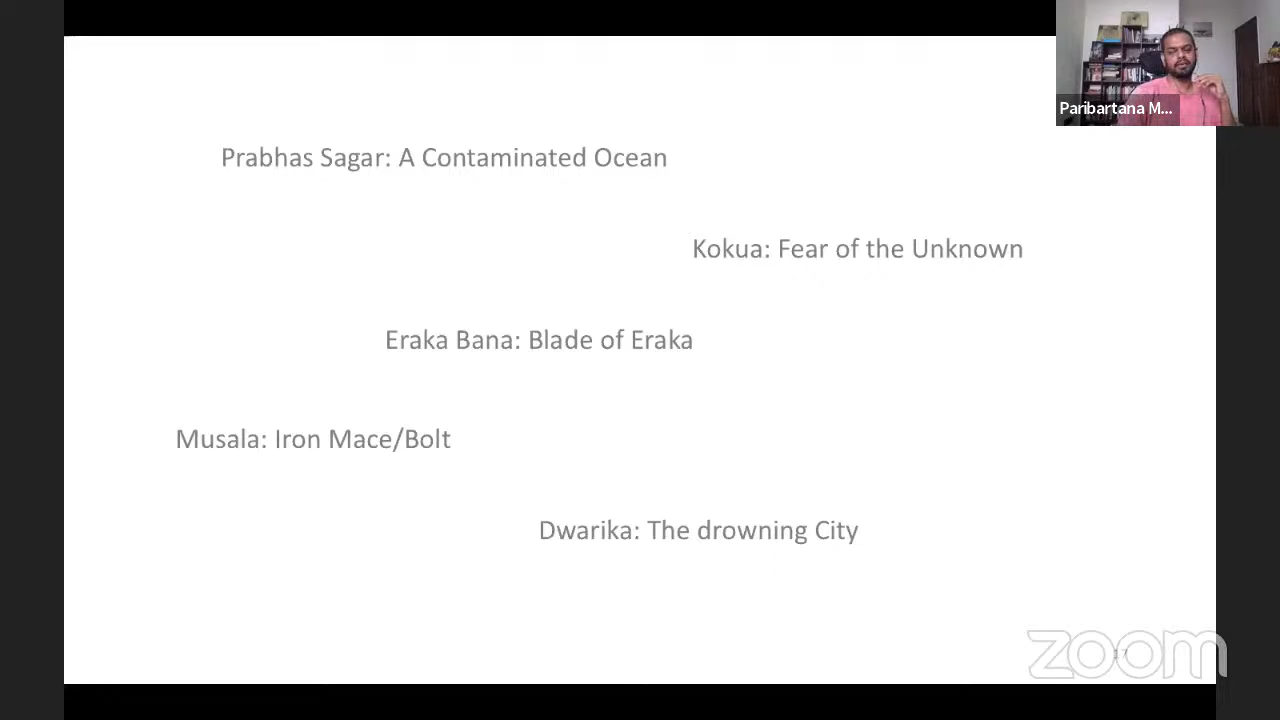 Paribartana M...
Prabhas Sagar: A Contaminated Ocean
Kokua: Fear of the Unknown
Eraka Bana: Blade of Eraka
Musala: Iron Mace/Bolt
Dwarika: The drowning City
zoom
17